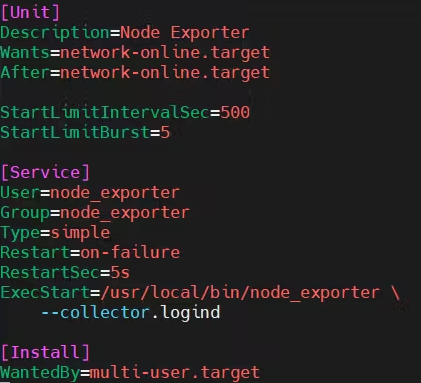 [Unit]
Description=Node Exporter
Wants=network-online.target
After=network-online.target
StartLimitIntervalSec=500
StartLimitBurst=5
[Service]
User=node_exporter
Group=node_exporter
Type=simple
Restart=on-failure
RestartSec=5s
ExecStart=/usr/local/bin/node_exporter \
--collector.logind
[Install]
WantedBy=multi-user.target